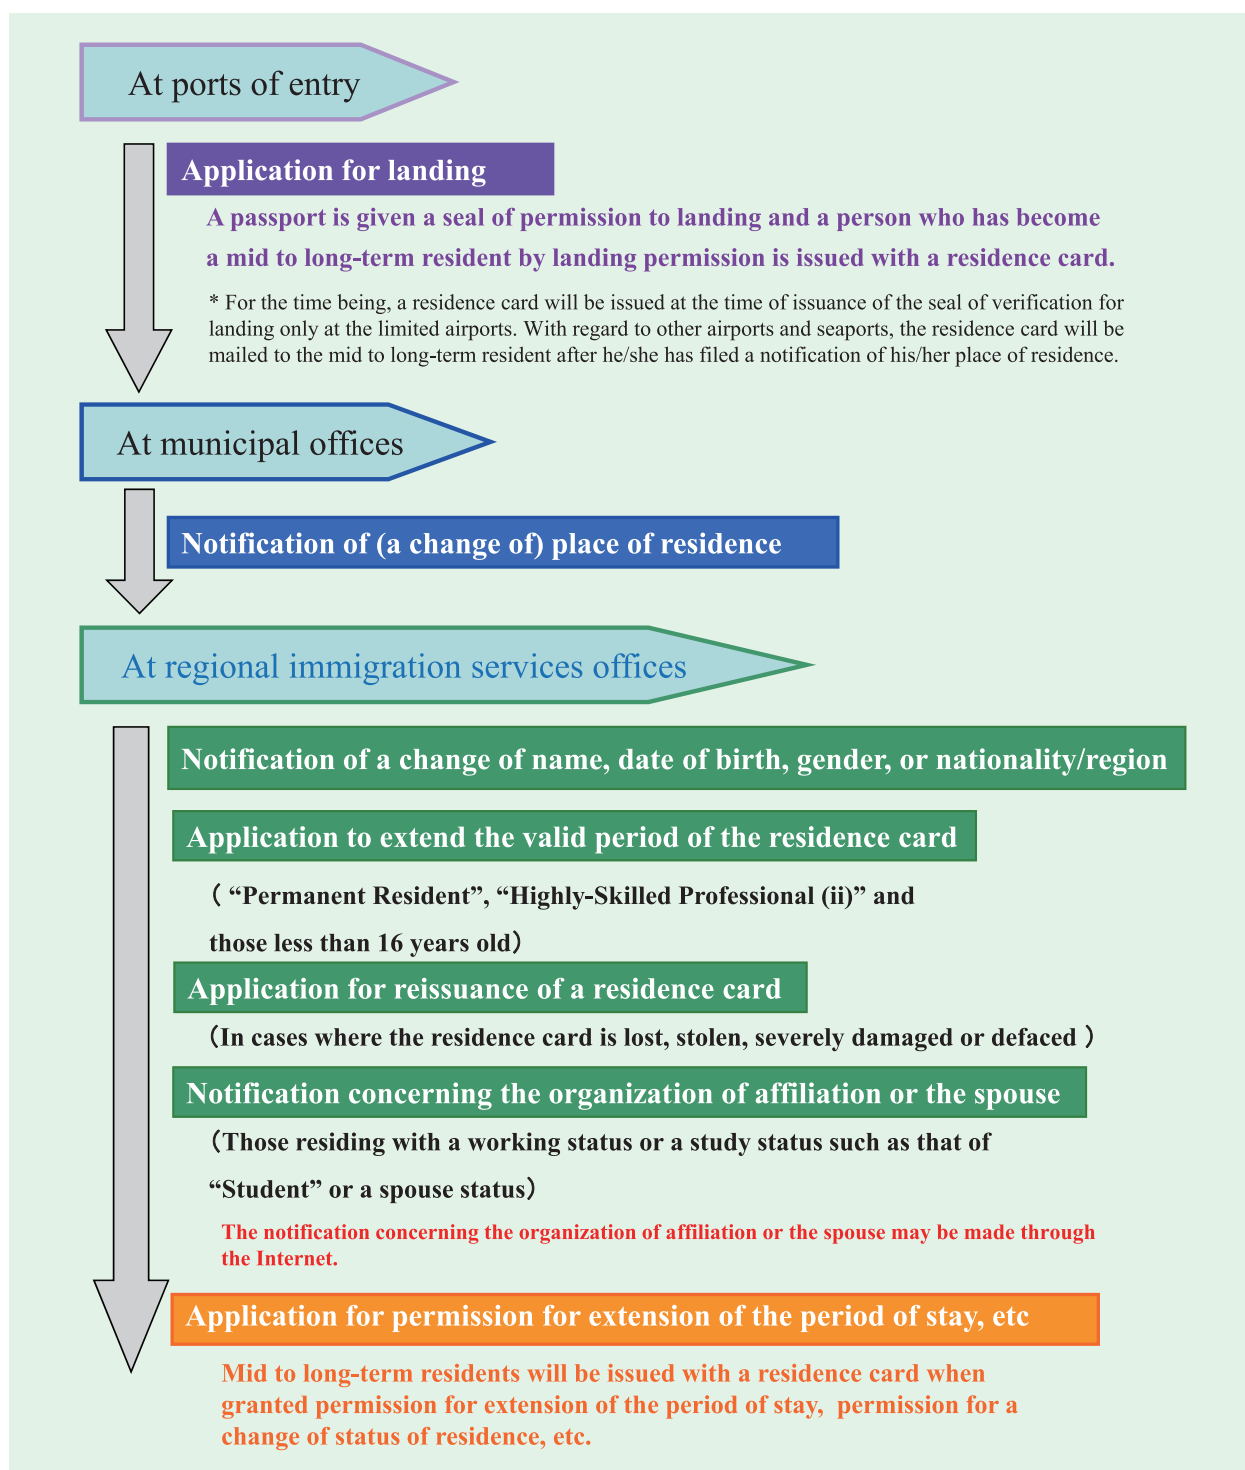 At ports of entry
Application for landing
A passport is given a seal of permission to landing and a person who has become
a mid to long-term resident by landing permission is issued with a residence card.
* For the time being, a residence card will be issued at the time of issuance of the seal of verification for
landing only at the limited airports. With regard to other airports and seaports, the residence card will be
mailed to the mid to long-term resident after he/she has filed a notification of his/her place of residence.
At municipal offices
Notification of (a change of) place of residence
At regional immigration services offices
Notification of a change of name, date of birth, gender, or nationality/region
Application to extend the valid period of the residence card
（ “Permanent Resident”, “Highly-Skilled Professional (ii)” and
those less than 16 years old）
Application for reissuance of a residence card
（In cases where the residence card is lost, stolen, severely damaged or defaced ）
Notification concerning the organization of affiliation or the spouse
（Those residing with a working status or a study status such as that of
“Student” or a spouse status）
The notification concerning the organization of affiliation or the spouse may be made through
the Internet.
Application for permission for extension of the period of stay, etc
Mid to long-term residents will be issued with a residence card when
granted permission for extension of the period of stay,  permission for a
change of status of residence, etc.